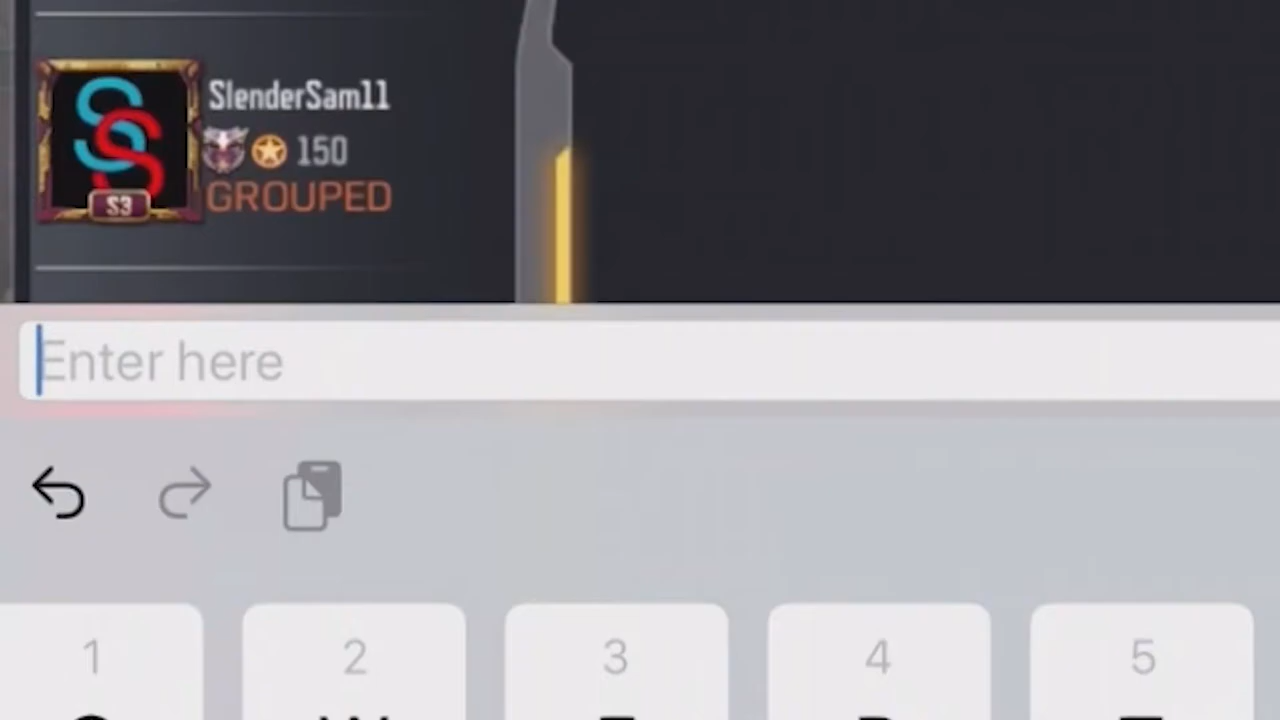 SS
S3
SlenderSam11
150
GROUPED
Enter here
1 2 3 4 5